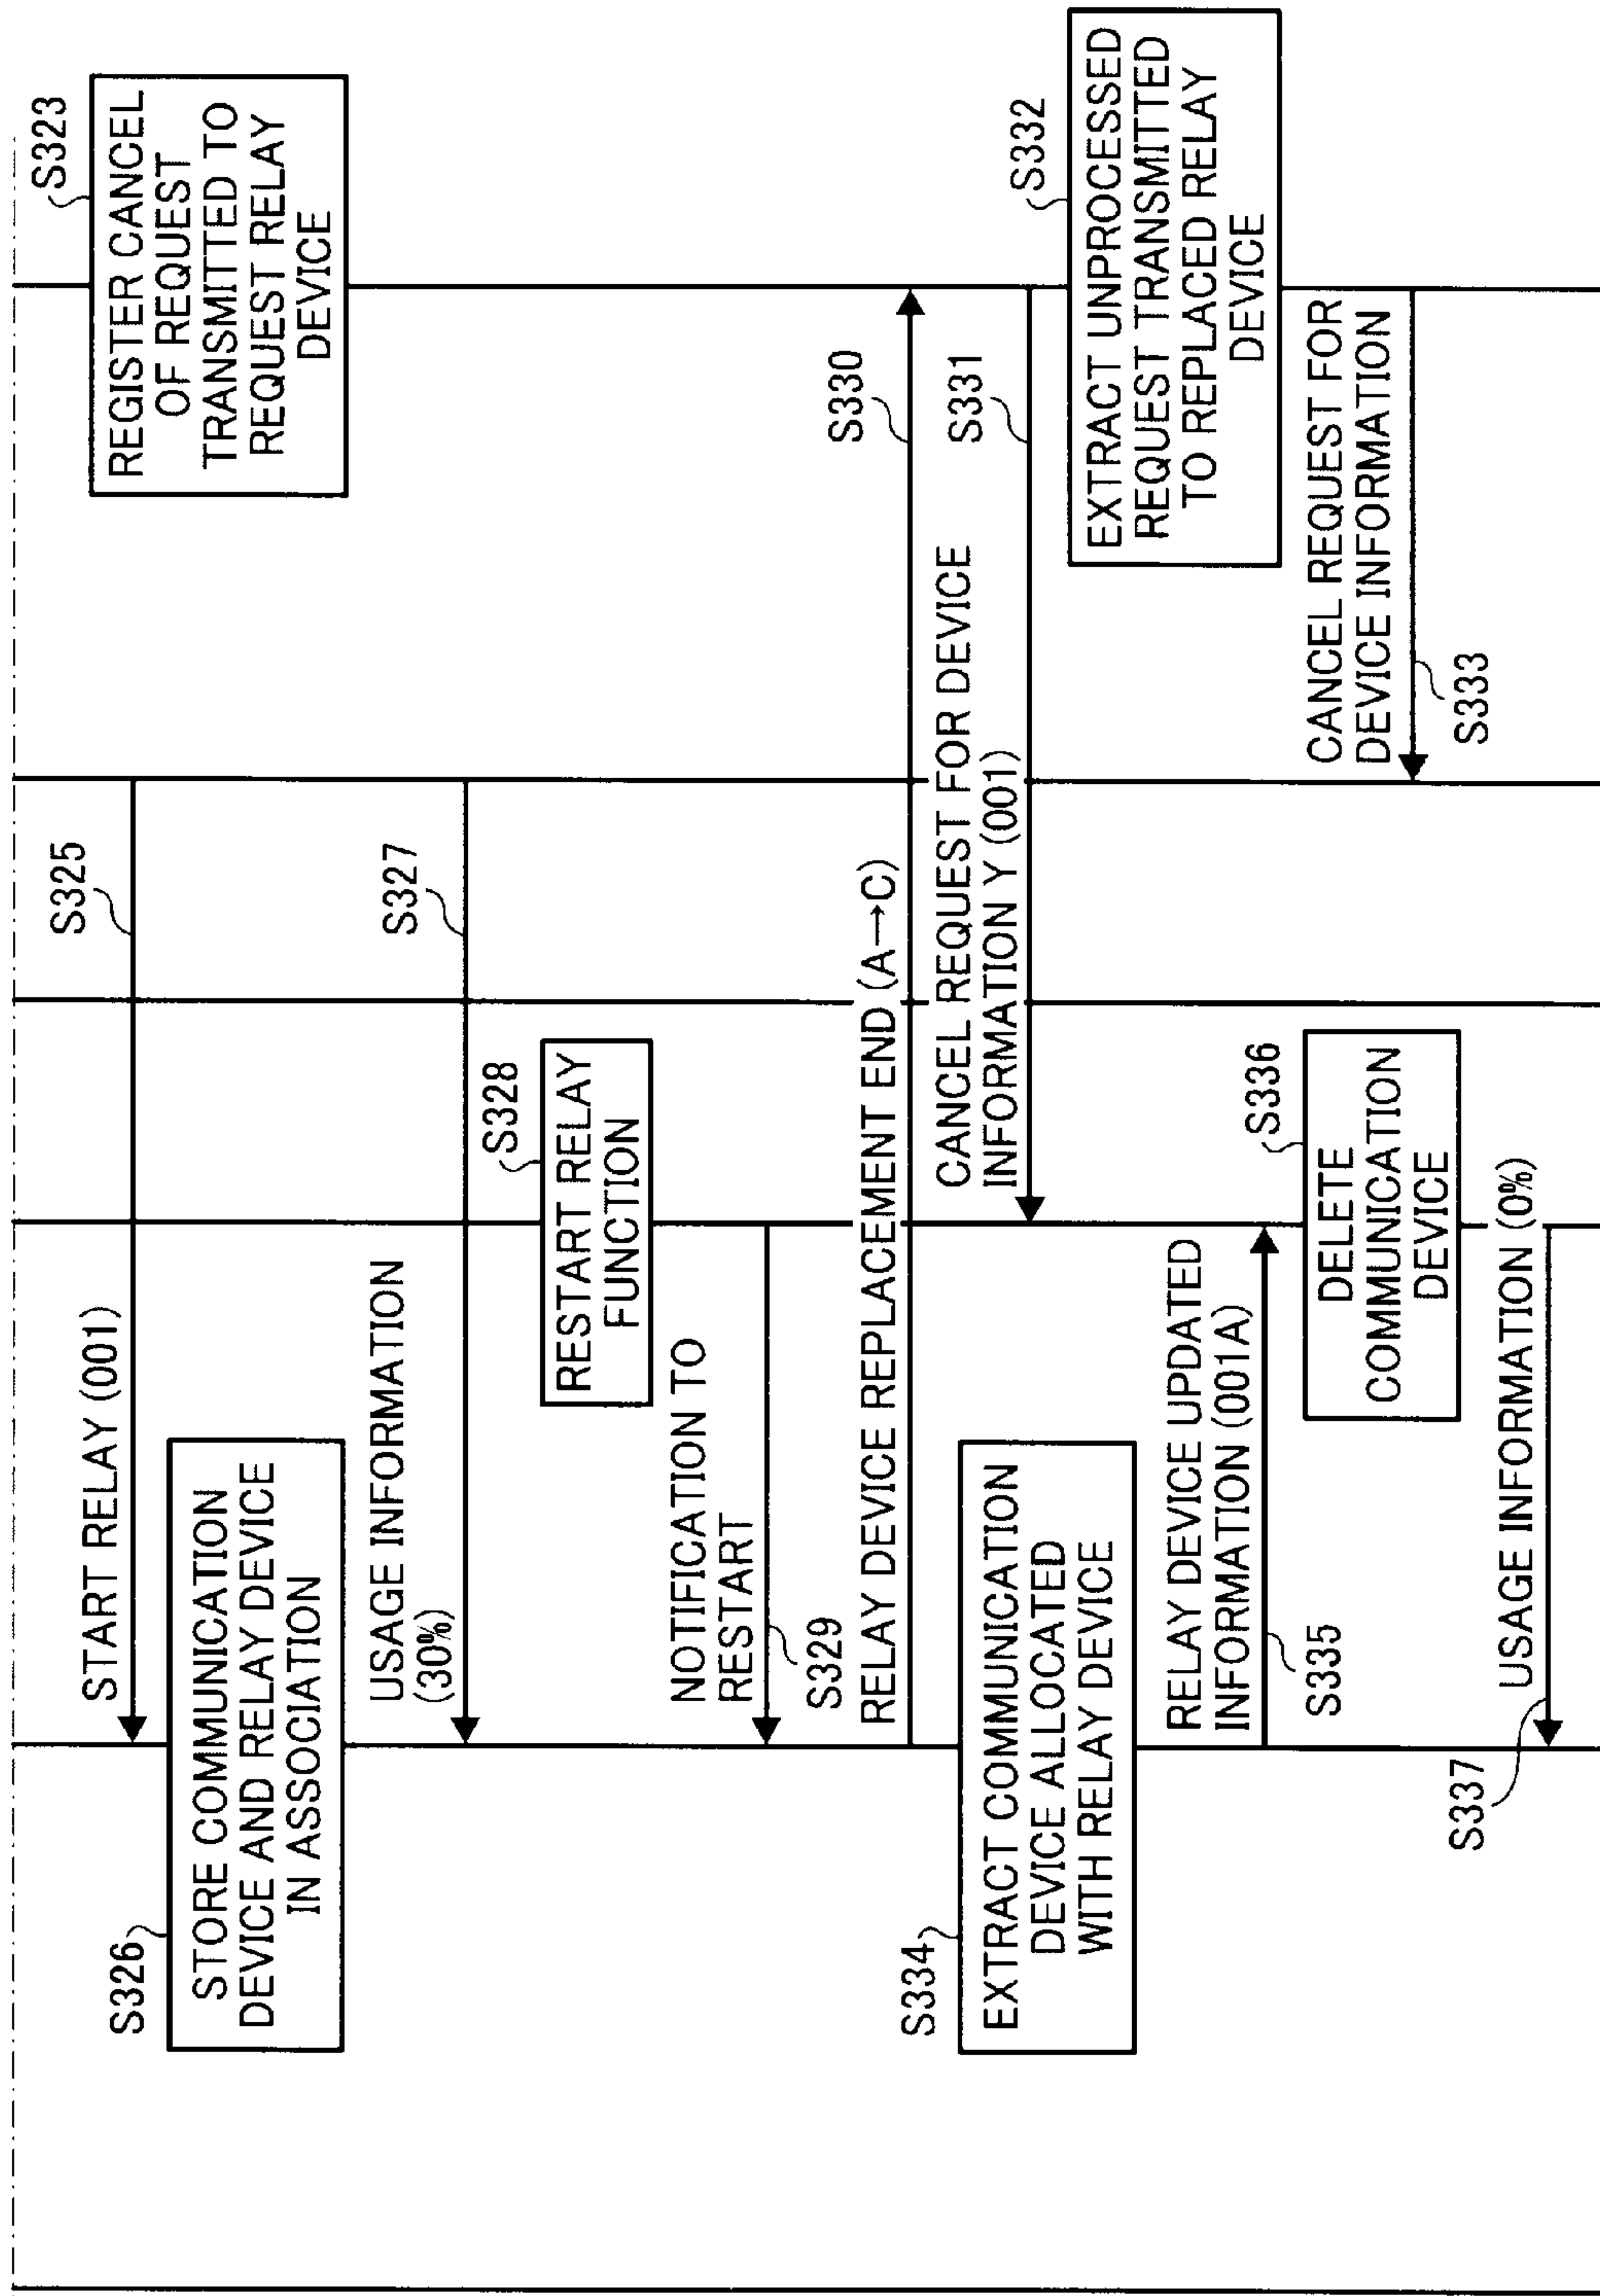 S323
REGISTER CANCEL
OF REQUEST
TRANSMITTED TO
REQUEST RELAY
DEVICE
S325
START RELAY (001)
S326
STORE COMMUNICATION
DEVICE AND RELAY DEVICE
IN ASSOCIATION
S327
USAGE INFORMATION
(30%)
S328
RESTART RELAY
FUNCTION
NOTIFICATION TO
RESTART
S329
S330
RELAY DEVICE REPLACEMENT END (A→C)
S331
CANCEL REQUEST FOR DEVICE
INFORMATION Y (001)
S332
EXTRACT UNPROCESSED
REQUEST TRANSMITTED
TO REPLACED RELAY
DEVICE
CANCEL REQUEST FOR
DEVICE INFORMATION
S333
S334
EXTRACT COMMUNICATION
DEVICE ALLOCATED
WITH RELAY DEVICE
RELAY DEVICE UPDATED
INFORMATION (001A)
S335
S336
DELETE
COMMUNICATION
DEVICE
USAGE INFORMATION (0%)
S337